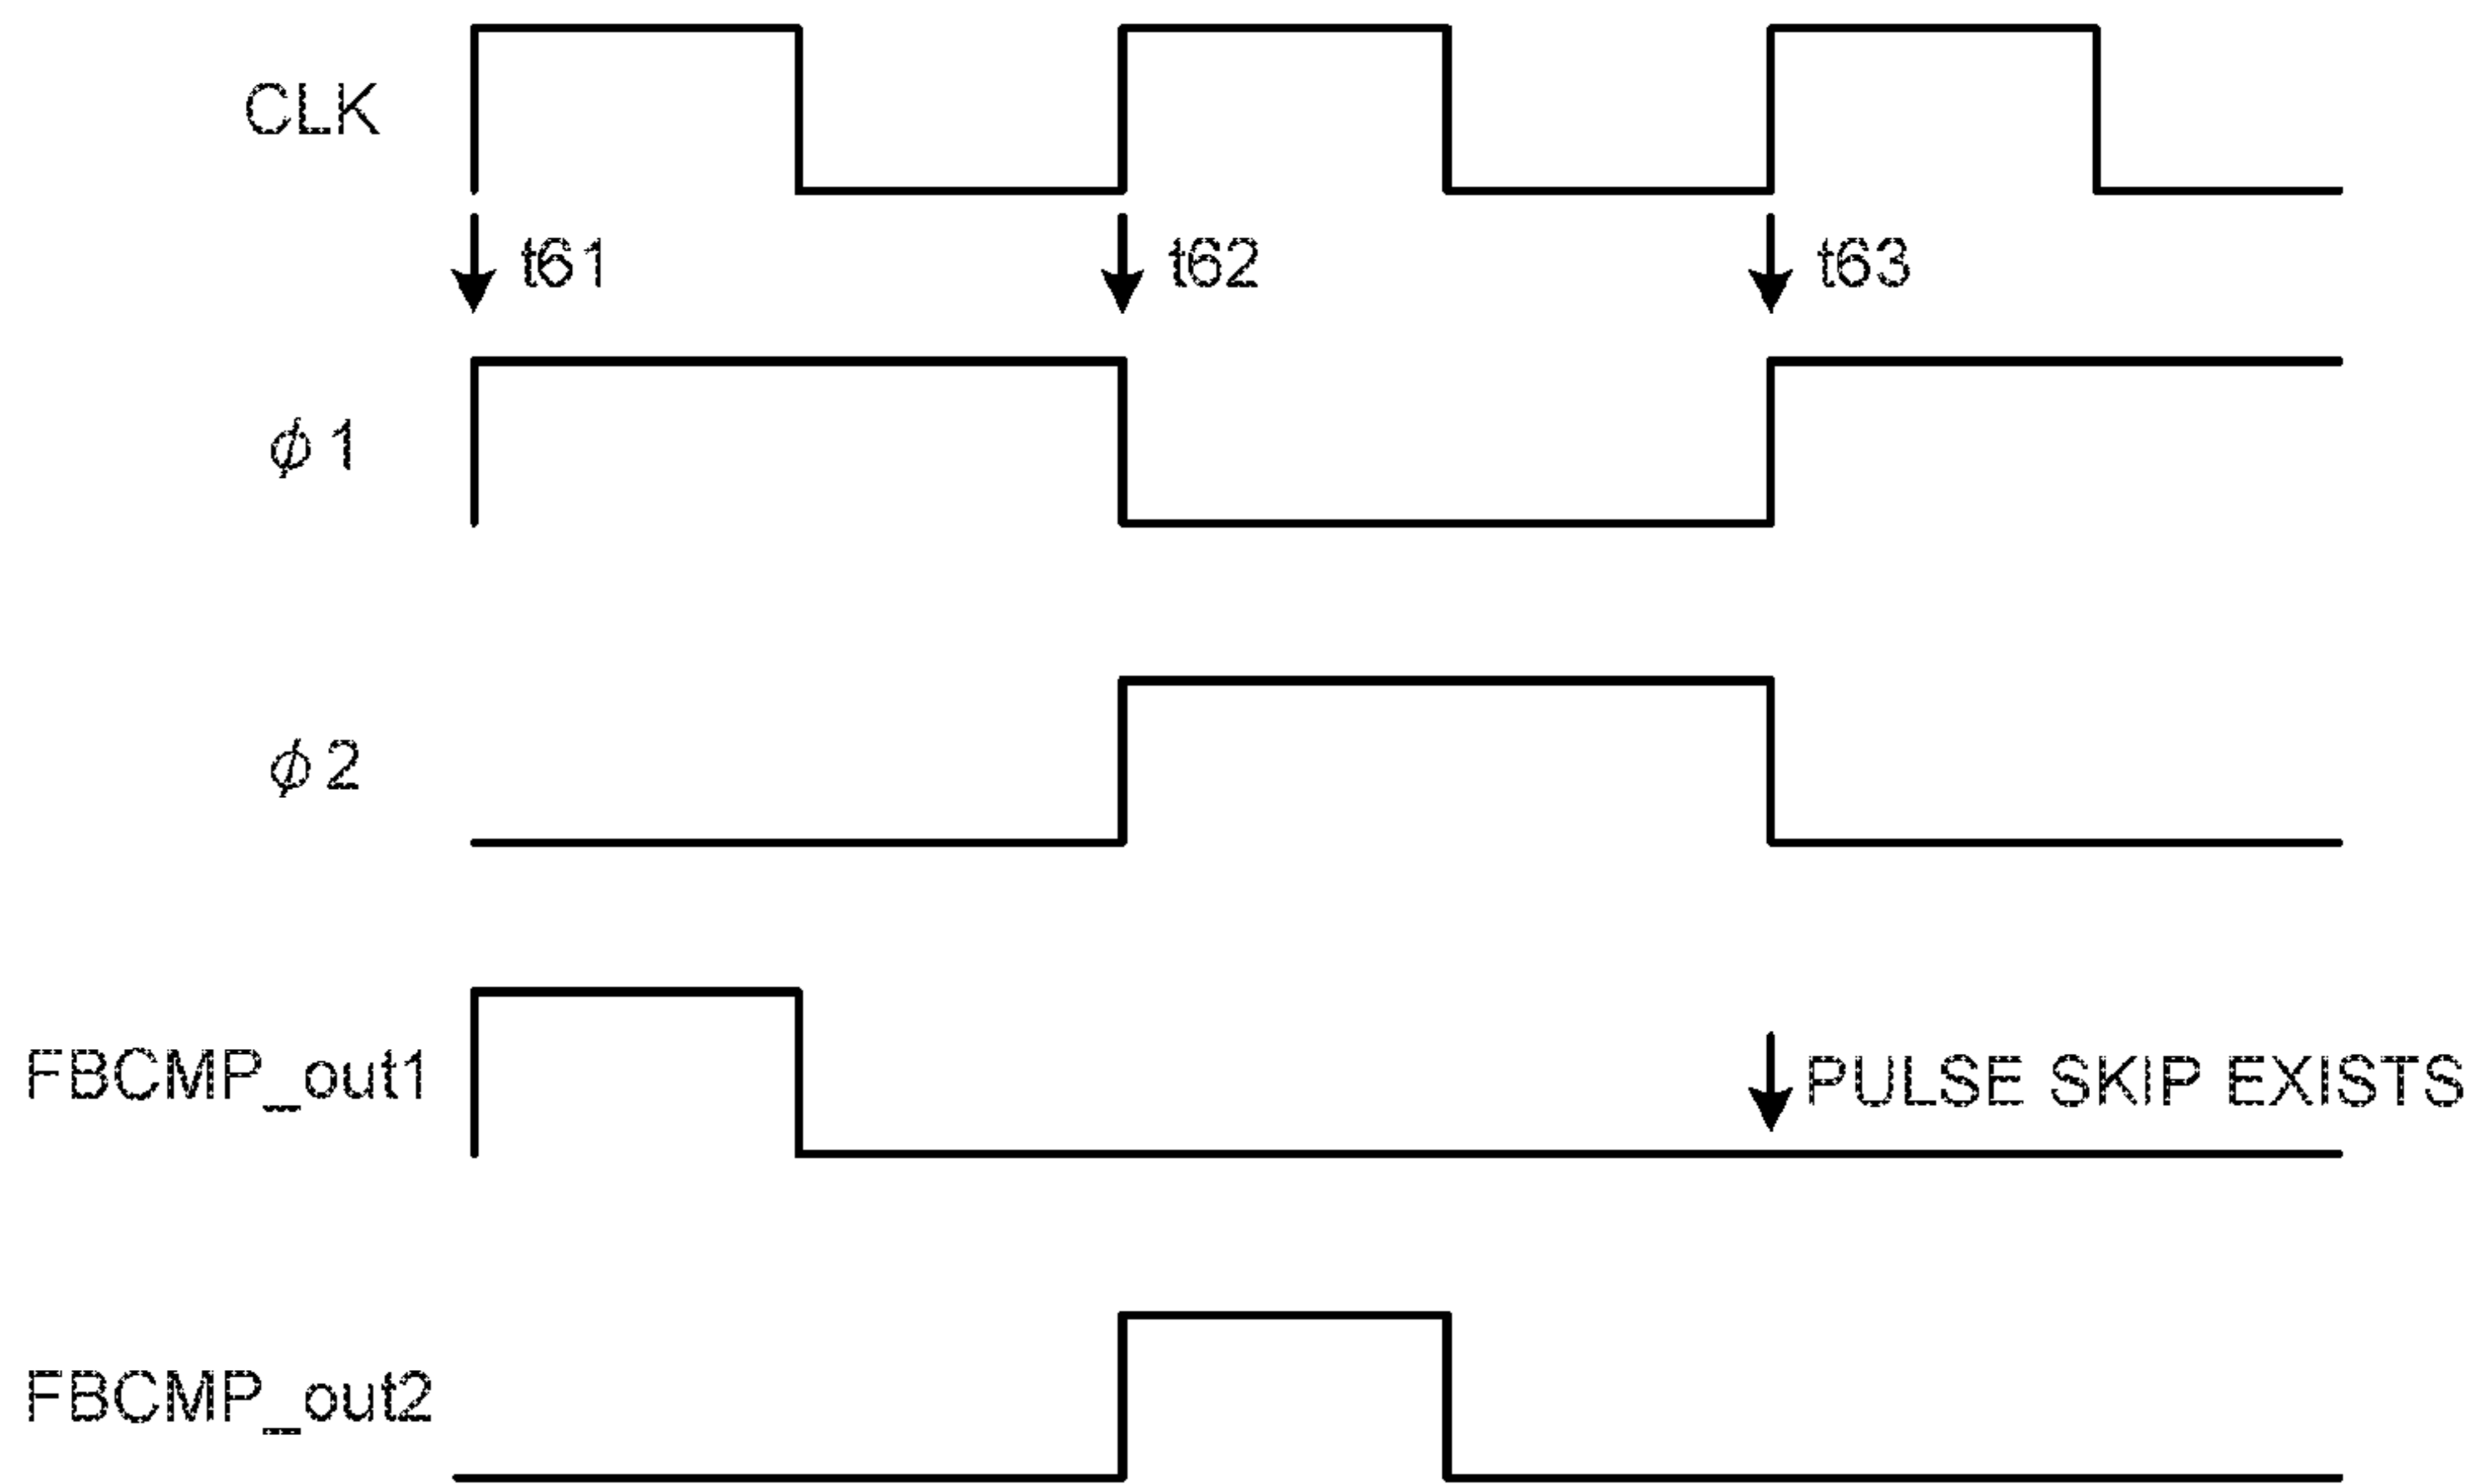 CLK
t61
t62
t63
ϕ1
ϕ2
FBCMP_out1
PULSE SKIP EXISTS
FBCMP_out2